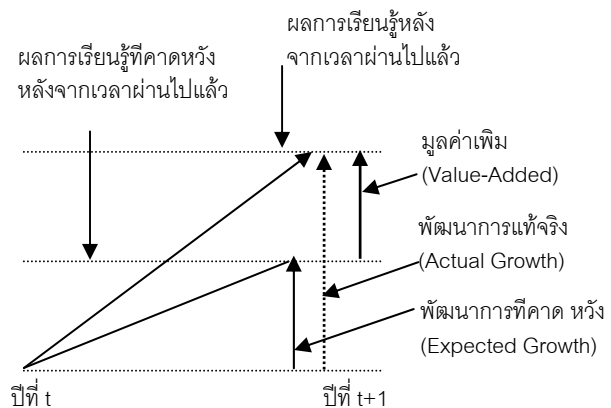 ผลการเรียนรู้หลัง
จากเวลาผ่านไปแล้ว
ผลการเรียนรู้ทีคาดหวัง
หลังจากเวลาผ่านไปแล้ว
มูลค่าเพิม
(Value-Added)
พัฒนาการแท้จริง
(Actual Growth)
พัฒนาการทีคาด หวัง
(Expected Growth)
ปีที่ t
ปีที่ t+1